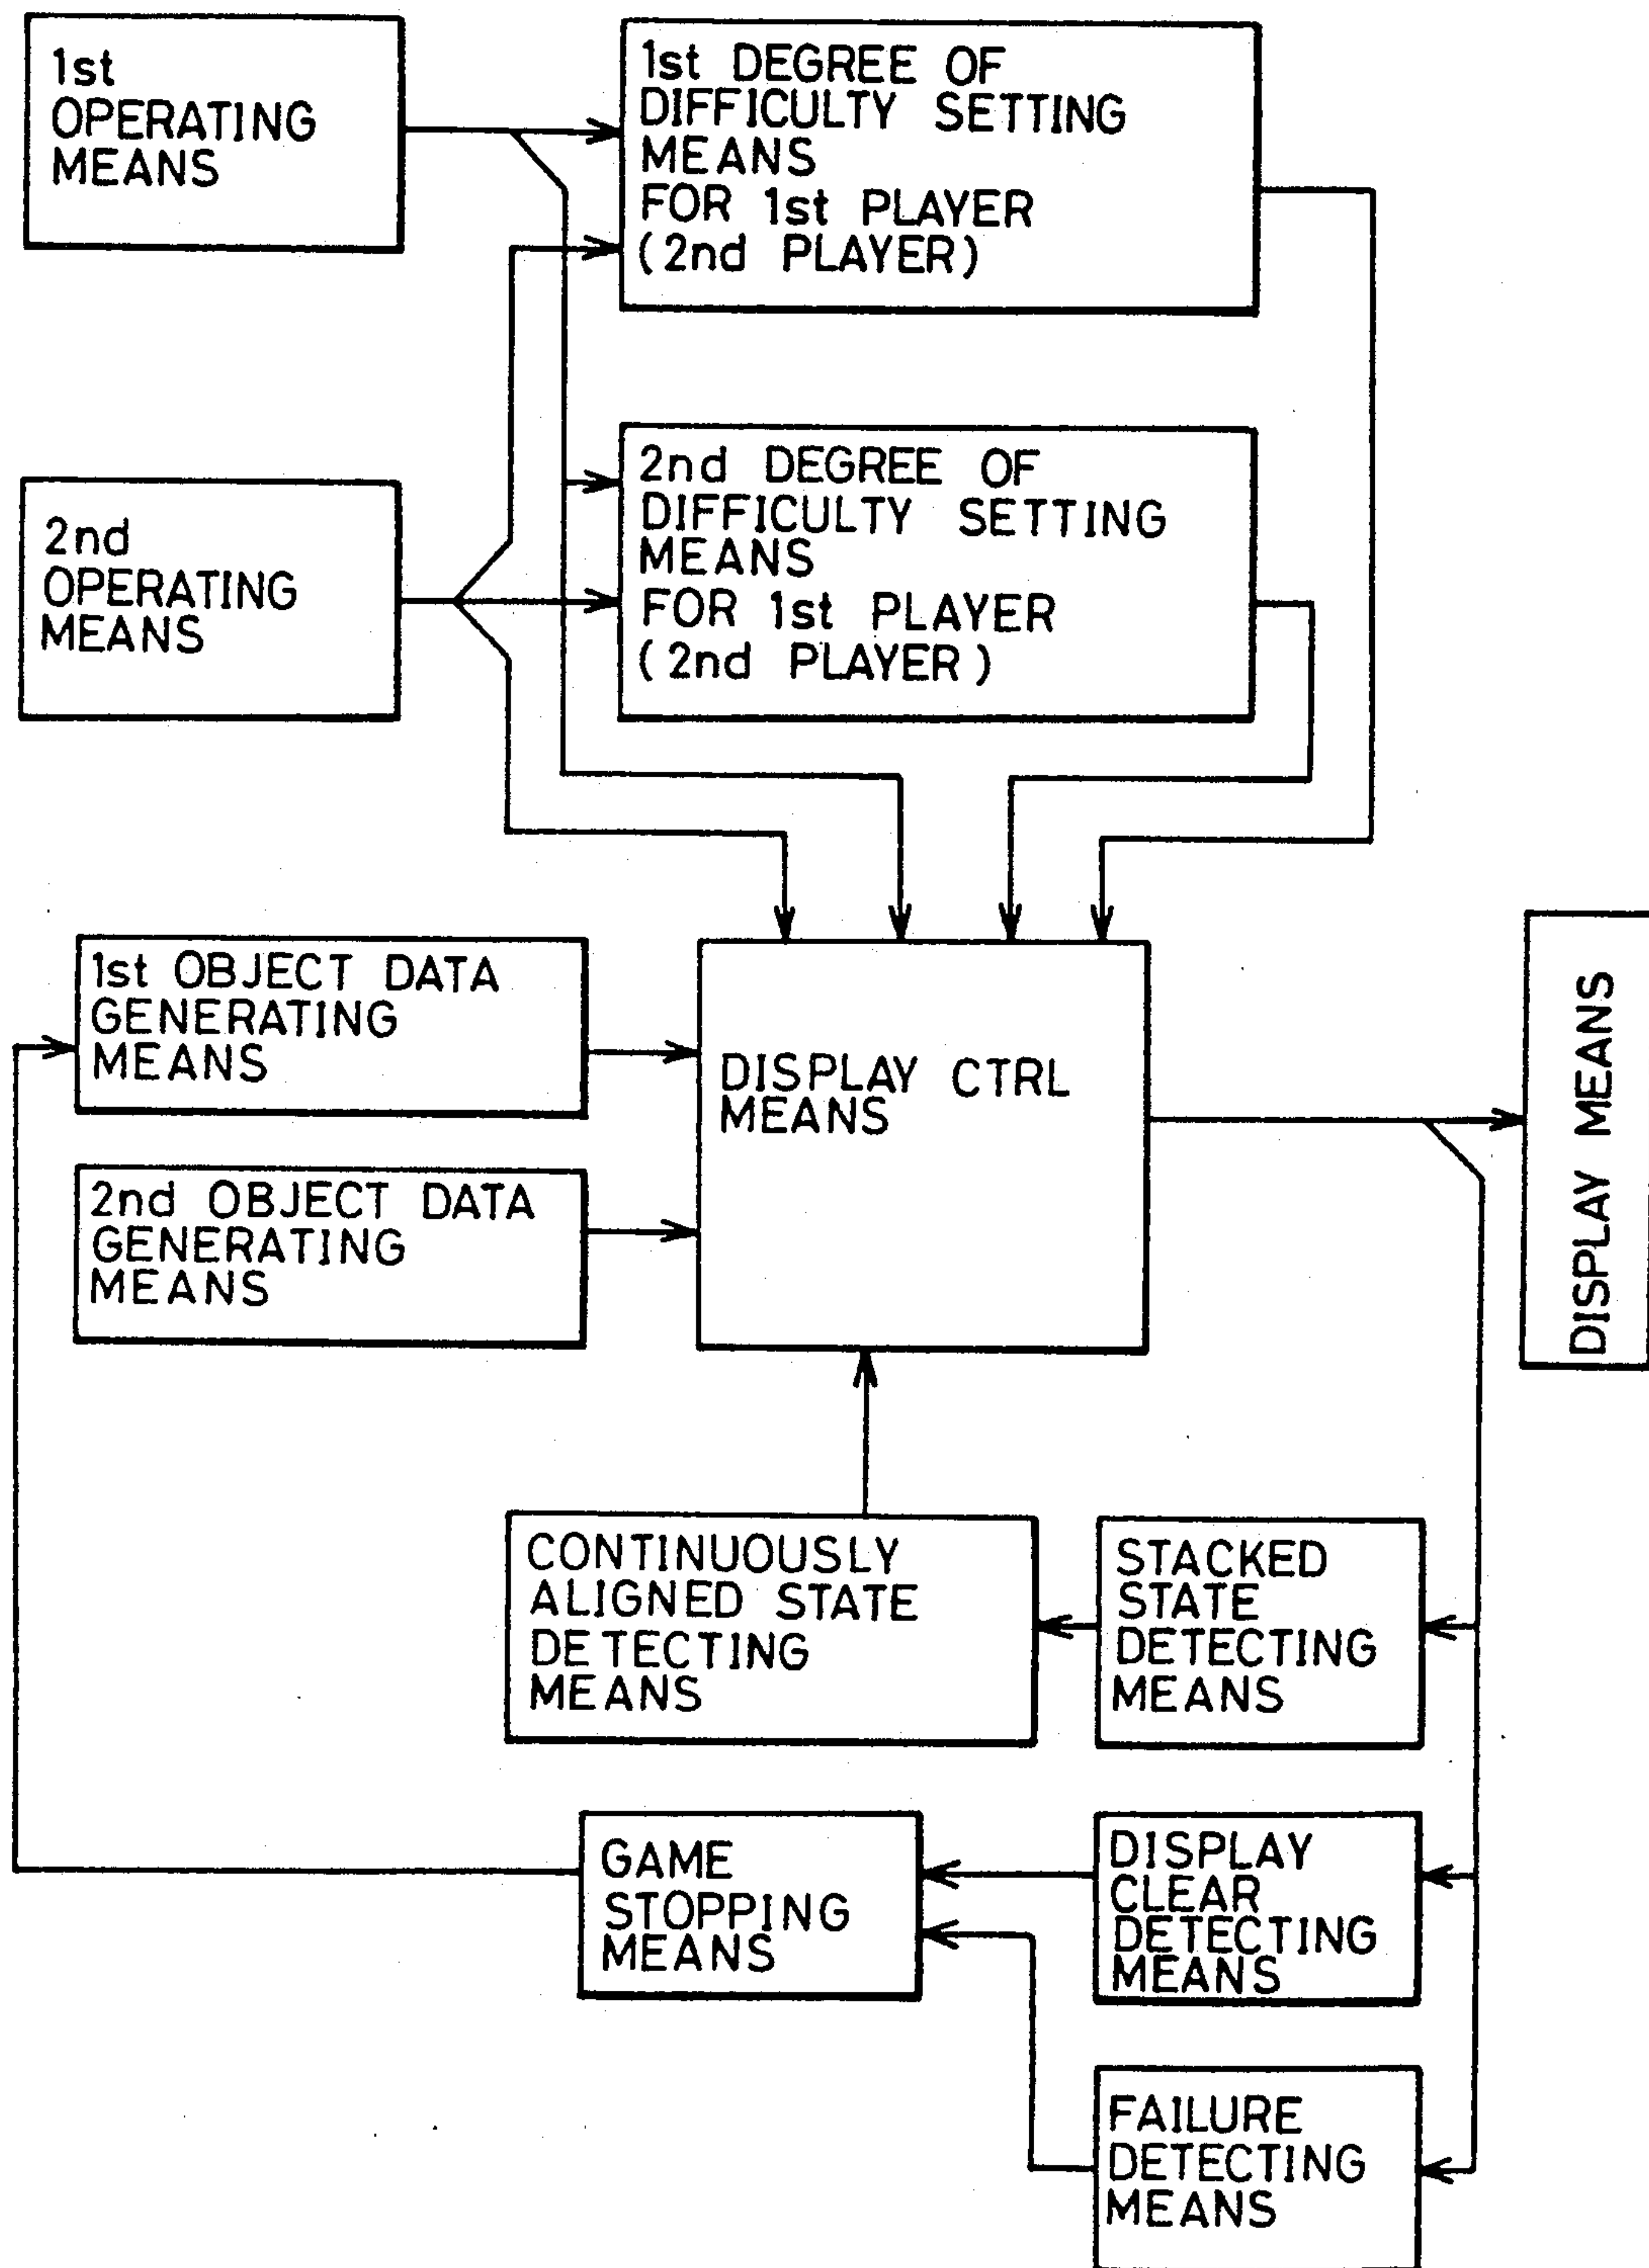 1st
OPERATING
MEANS
1st DEGREE OF
DIFFICULTY SETTING
MEANS
FOR 1st PLAYER
(2nd PLAYER)
2nd
OPERATING
MEANS
2nd DEGREE OF
DIFFICULTY SETTING
MEANS
FOR 1st PLAYER
(2nd PLAYER)
1st OBJECT DATA
GENERATING
MEANS
2nd OBJECT DATA
GENERATING
MEANS
DISPLAY CTRL
MEANS
DISPLAY MEANS
CONTINUOUSLY
ALIGNED STATE
DETECTING
MEANS
STACKED
STATE
DETECTING
MEANS
GAME
STOPPING
MEANS
DISPLAY
CLEAR
DETECTING
MEANS
FAILURE
DETECTING
MEANS